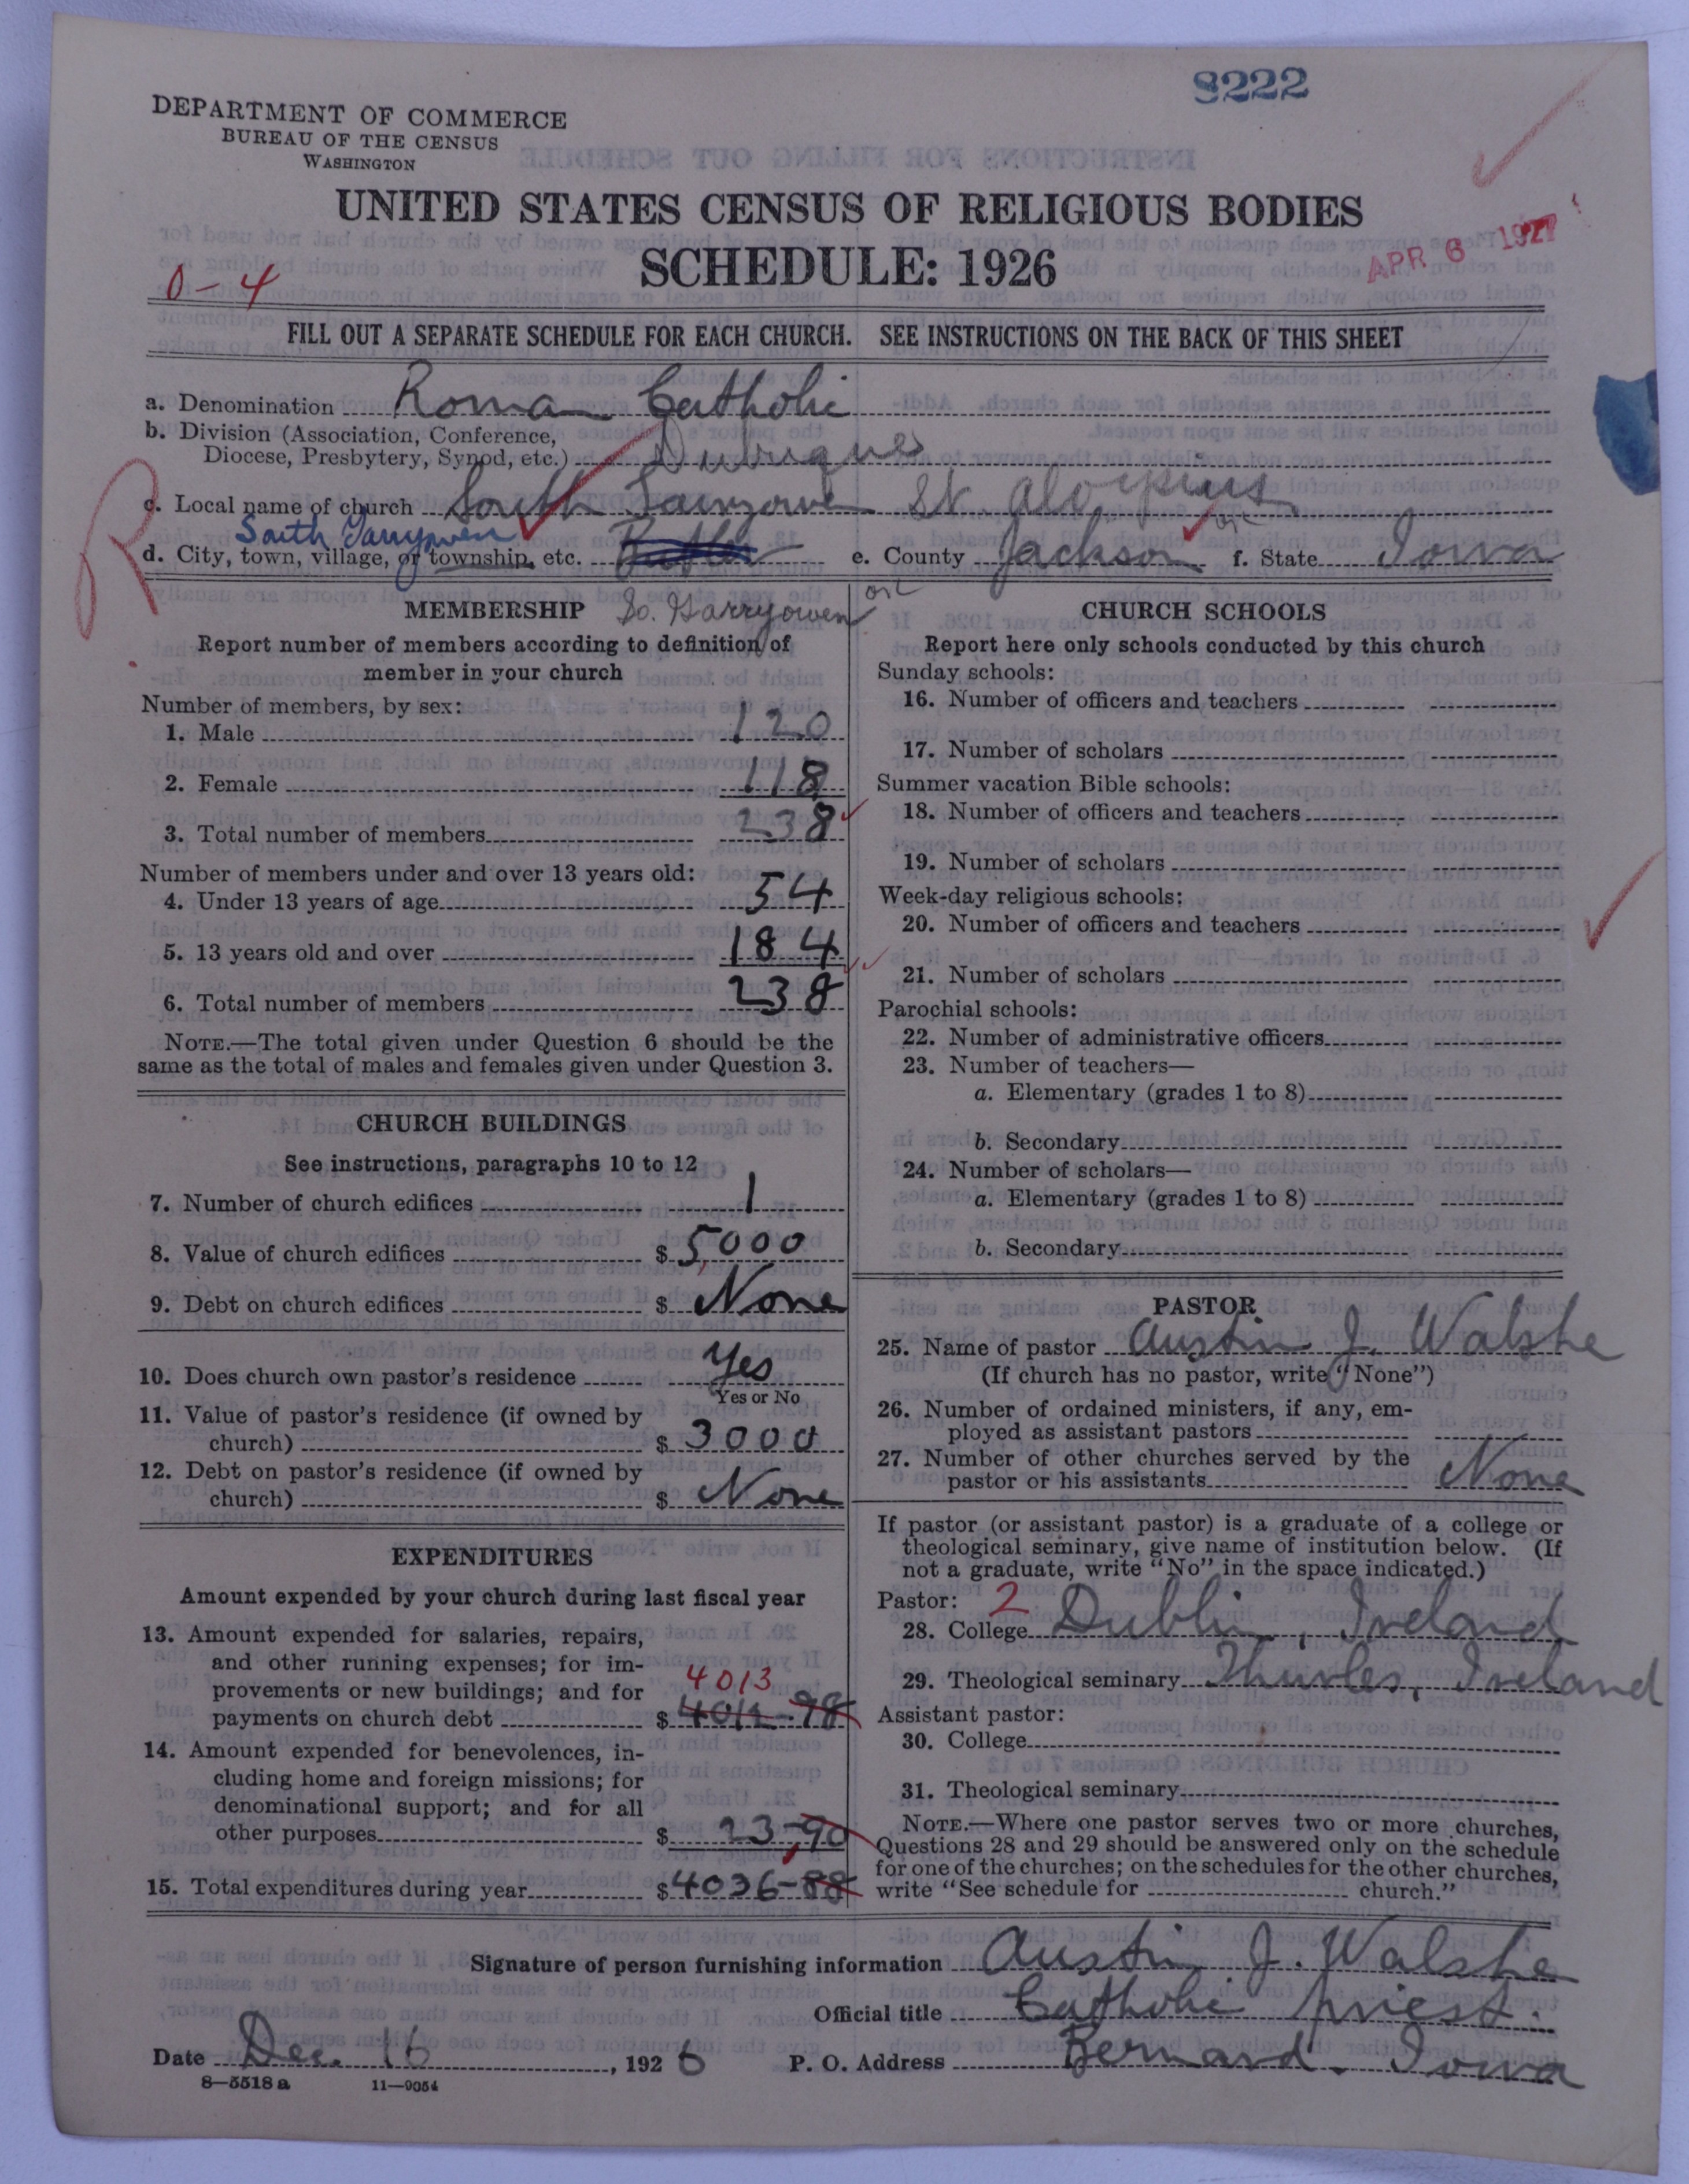 8222
DEPARTMENT OF COMMERCE
BUREAU OF THE CENSUS
WASHINGTON
UNITED STATES CENSUS OF RELIGIOUS BODIES
SCHEDULE: 1926
APR 6 1927
0-4
FILL OUT A SEPARATE SCHEDULE FOR EACH CHURCH. SEE INSTRUCTIONS ON THE BACK OF THIS SHEET
a. Denomination Roman Catholic
b. Division (Association, Conference,
Diocese, Presbytery, Synod, etc.) Dubuque
R
c. Local name of church South St. Aloysius
South Garryowen
d. City, town, village, or township, etc. Butler e. County Jackson f. State Iowa
MEMBERSHIP So. Garryowen ok
Report number of members according to definition of
member in your church
Number of members, by sex:
1. Male 120
2. Female 118
3. Total number of members 238
Number of members under and over 13 years old:
4. Under 13 years of age 54
5. 13 years old and over 184
6. Total number of members 238
NOTE.—The total given under Question 6 should be the
same as the total of males and females given under Question 3.
CHURCH BUILDINGS
See instructions, paragraphs 10 to 12
7. Number of church edifices 1
8. Value of church edifices $ 5,000
9. Debt on church edifices $ None
10. Does church own pastor's residence Yes
Yes or No
11. Value of pastor's residence (if owned by
church) $ 3000
12. Debt on pastor's residence (if owned by
church) $ None
EXPENDITURES
Amount expended by your church during last fiscal year
13. Amount expended for salaries, repairs,
and other running expenses; for im-
provements or new buildings; and for 4013
payments on church debt $ 4012-98
14. Amount expended for benevolences, in-
cluding home and foreign missions; for
denominational support; and for all
other purposes $ 23-90
15. Total expenditures during year $ 4036-88
CHURCH SCHOOLS
Report here only schools conducted by this church
Sunday schools:
16. Number of officers and teachers
17. Number of scholars
Summer vacation Bible schools:
18. Number of officers and teachers
19. Number of scholars
Week-day religious schools:
20. Number of officers and teachers
21. Number of scholars
Parochial schools:
22. Number of administrative officers
23. Number of teachers—
a. Elementary (grades 1 to 8)
b. Secondary
24. Number of scholars—
a. Elementary (grades 1 to 8)
b. Secondary
PASTOR
25. Name of pastor Austin J. Walshe
(If church has no pastor, write "None")
26. Number of ordained ministers, if any, em-
ployed as assistant pastors
27. Number of other churches served by the
pastor or his assistants None
If pastor (or assistant pastor) is a graduate of a college or
theological seminary, give name of institution below. (If
not a graduate, write "No" in the space indicated.)
Pastor: 2
28. College Dublin, Ireland
29. Theological seminary Thurles, Ireland
Assistant pastor:
30. College
31. Theological seminary
NOTE.—Where one pastor serves two or more churches,
Questions 28 and 29 should be answered only on the schedule
for one of the churches; on the schedules for the other churches,
write "See schedule for church."
Signature of person furnishing information Austin J. Walshe
Official title Catholic priest.
Date Dec. 16, 1926 P. O. Address Bernard. Iowa
8—5518 a 11—9054